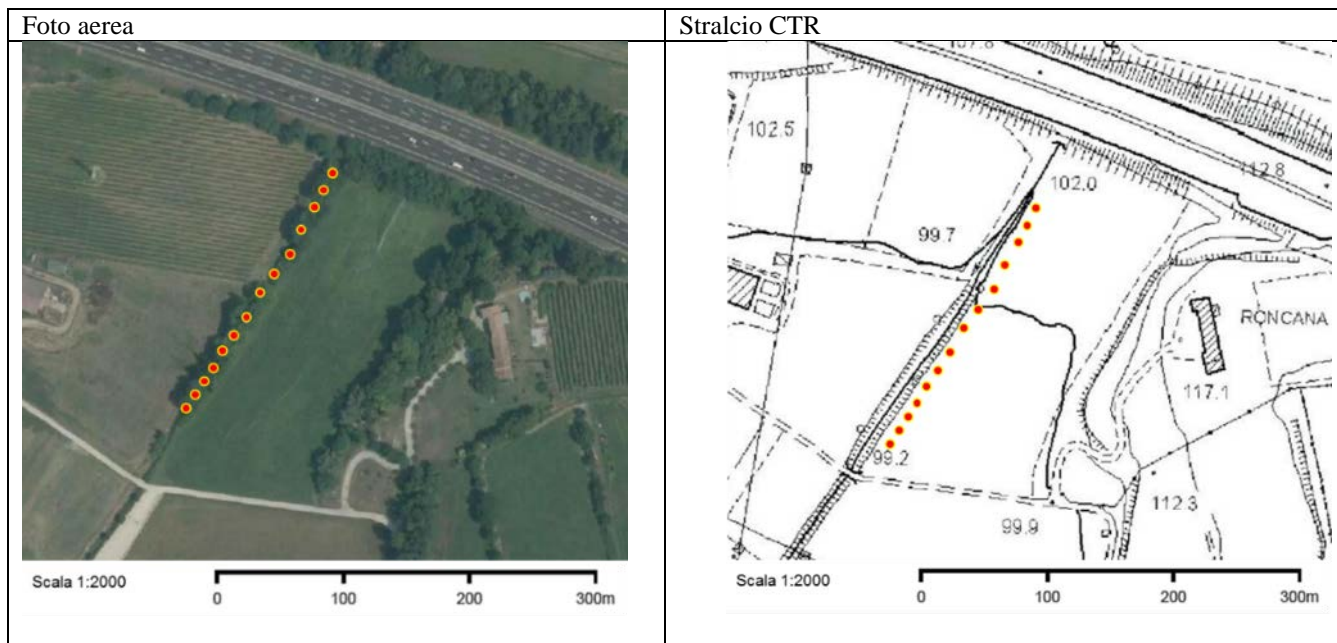 Foto aerea
Stralcio CTR
102.5
112.8
102.0
99.7
RONCANA
117.1
99.2
112.3
99.9
Scala 1:2000
0 100 200 300m
Scala 1:2000
0 100 200 300m